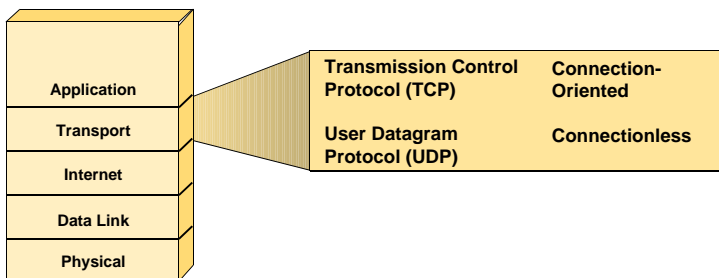 Application
Transport
Internet
Data Link
Physical
Transmission Control
Protocol (TCP)
Connection-
Oriented
User Datagram
Protocol (UDP)
Connectionless